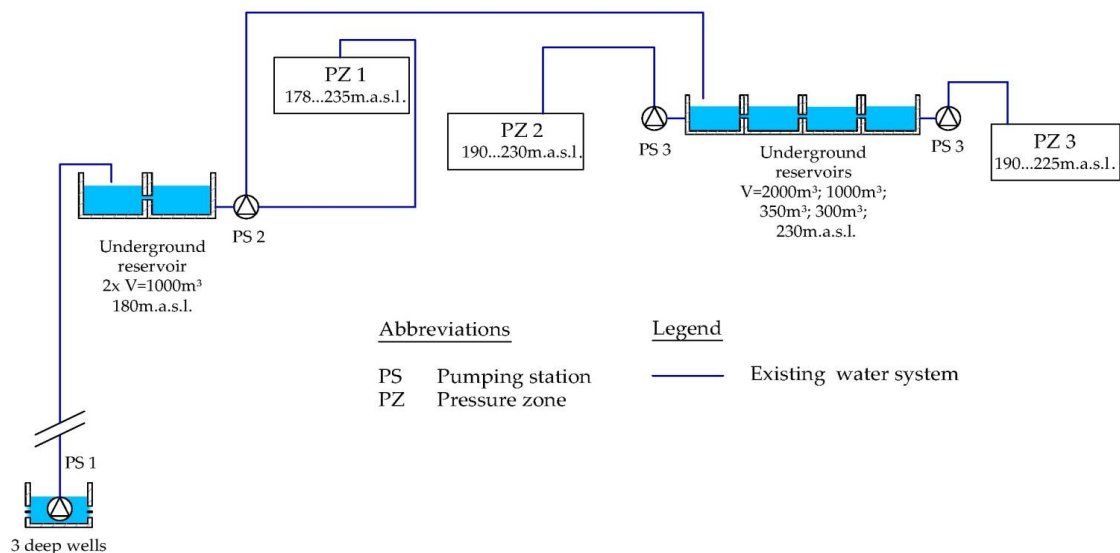 PZ 1
178...235m.a.s.l.
PZ 2
190...230m.a.s.l.
PS 3
PS 3
PZ 3
190...225m.a.s.l.
Underground
reservoirs
V=2000m³; 1000m³;
350m³; 300m³;
230m.a.s.l.
PS 2
Underground
reservoir
2x V=1000m³
180m.a.s.l.
Abbreviations
PS Pumping station
PZ Pressure zone
Legend
Existing water system
PS 1
3 deep wells